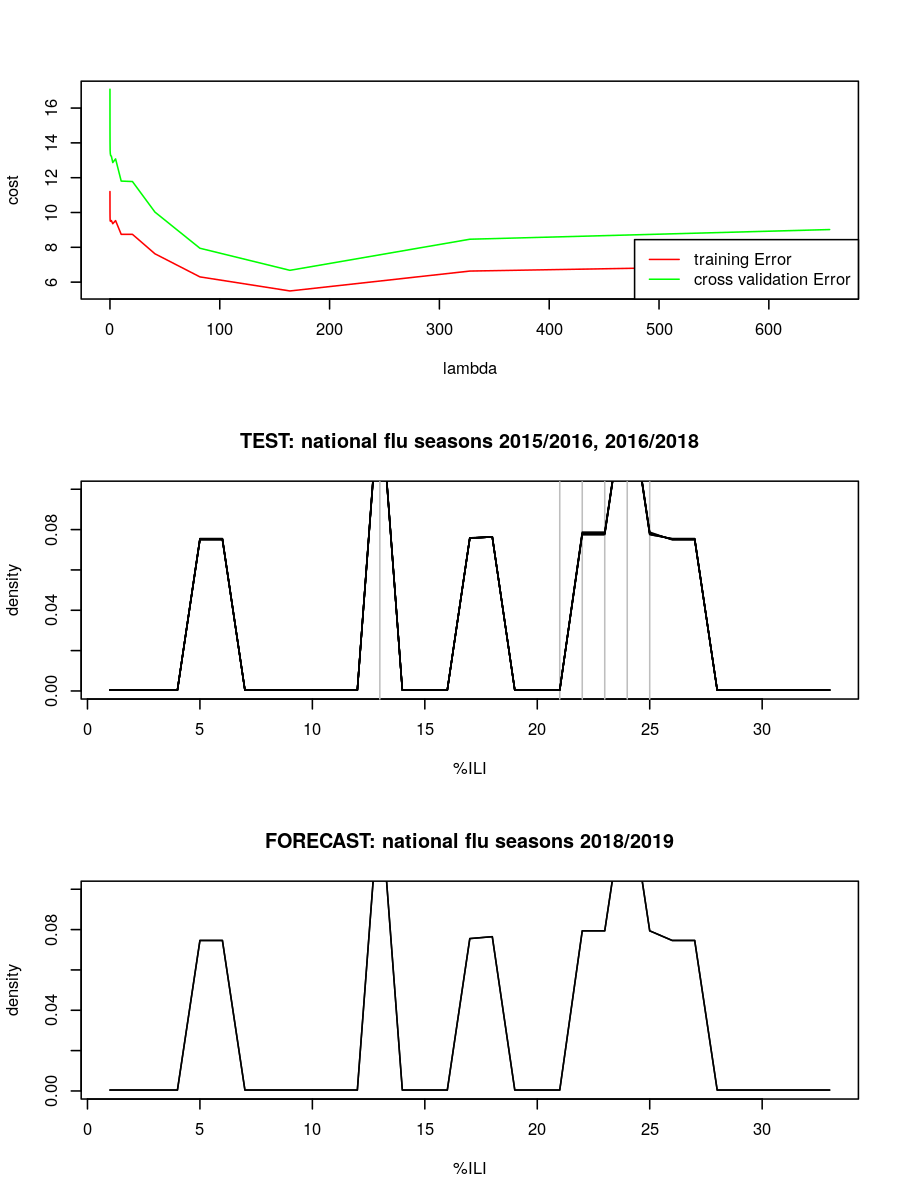 16
14
12
10
8
6
cost
training Error
cross validation Error
0 100 200 300 400 500 600
lambda
TEST: national flu seasons 2015/2016, 2016/2018
0.08
0.04
0.00
density
0 5 10 15 20 25 30
%ILI
FORECAST: national flu seasons 2018/2019
0.08
0.04
0.00
density
0 5 10 15 20 25 30
%ILI